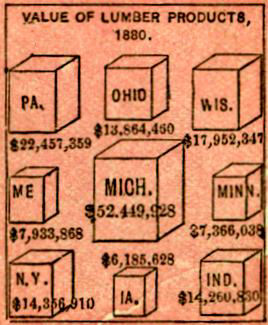 VALUE OF LUMBER PRODUCTS,
1880.
PA.
$22,457,359
OHIO
$13,864,460
WIS.
$17,952,347
ME
$7,933,868
MICH.
$52.449,928
MINN.
$7,366,038
N.Y.
$14,356,910
$6,185,628
IA.
IND.
$14,260,830